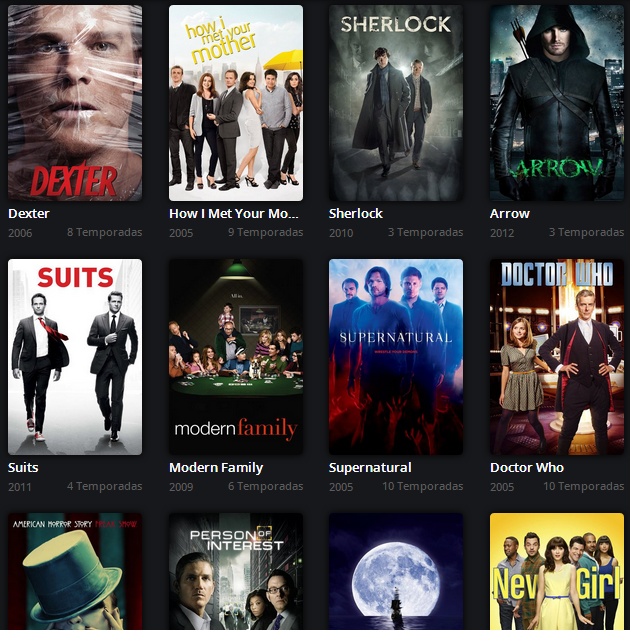 DEXTER
how i
met your
mother
SHERLOCK
ARROW
Dexter
How I Met Your Mo...
Sherlock
Arrow
2006
8 Temporadas
2005
9 Temporadas
2010
3 Temporadas
2012
3 Temporadas
SUITS
DOCTOR WHO
SUPERNATURAL
modern family
Suits
Modern Family
Supernatural
Doctor Who
2011
4 Temporadas
2009
6 Temporadas
2005
10 Temporadas
2005
10 Temporadas
AMERICAN HORROR STORY FREAK SHOW
PERSON OF
INTEREST
New Girl